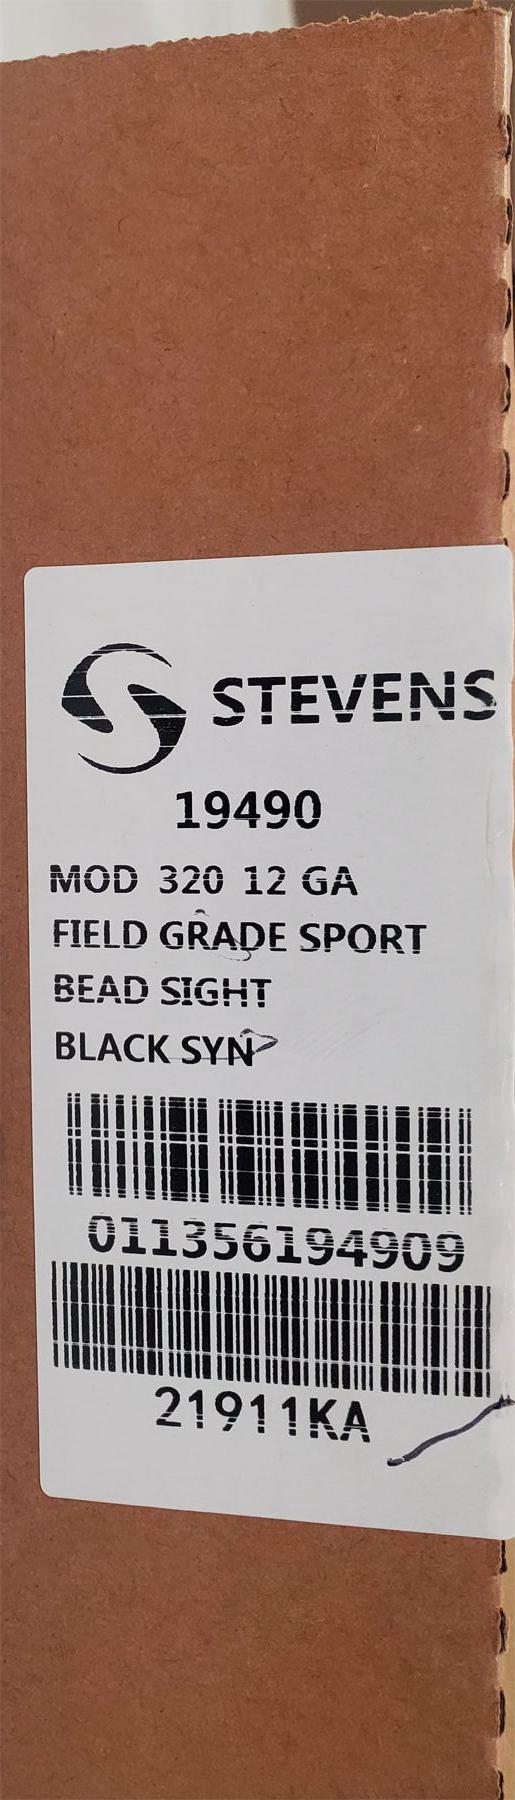 STEVENS
19490
MOD 320 12 GA
FIELD GRADE SPORT
BEAD SIGHT
BLACK SYN
011356194909
21911KA